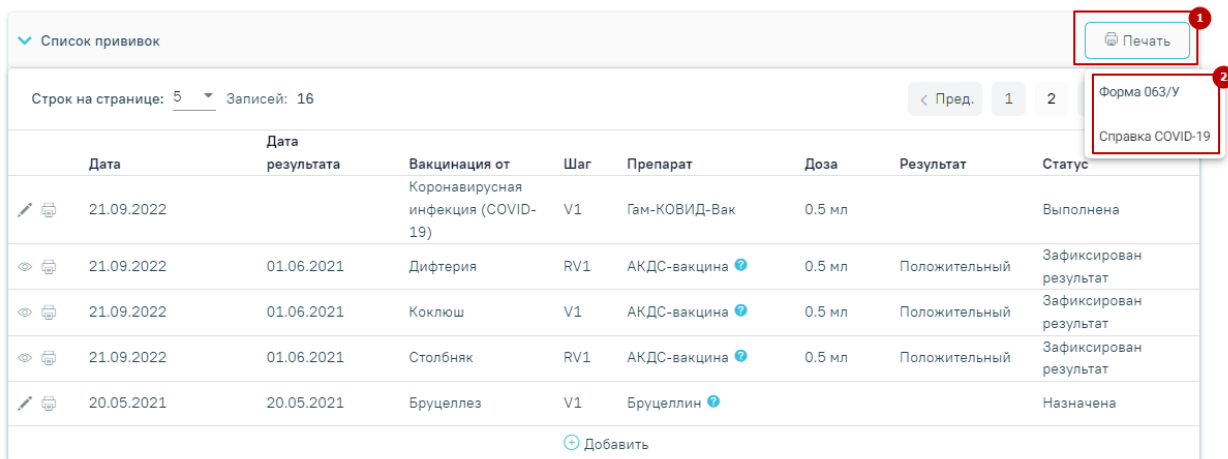 1
Список прививок
Печать
2
Строк на странице: 5 Записей: 16
< Пред. 1 2
Форма 063/У
Справка COVID-19
Дата
Дата результата
Вакцинация от
Шаг
Препарат
Доза
Результат
Статус
21.09.2022
Коронавирусная
инфекция (COVID-
19)
V1
Гам-КОВИД-Вак
0.5 мл
Выполнена
21.09.2022 01.06.2021 Дифтерия RV1 АКДС-вакцина ? 0.5 мл Положительный
Зафиксирован
результат
21.09.2022 01.06.2021 Коклюш V1 АКДС-вакцина ? 0.5 мл Положительный
Зафиксирован
результат
21.09.2022 01.06.2021 Столбняк RV1 АКДС-вакцина ? 0.5 мл Положительный
Зафиксирован
результат
20.05.2021 20.05.2021 Бруцеллез V1 Бруцеллин ? Назначена
Добавить